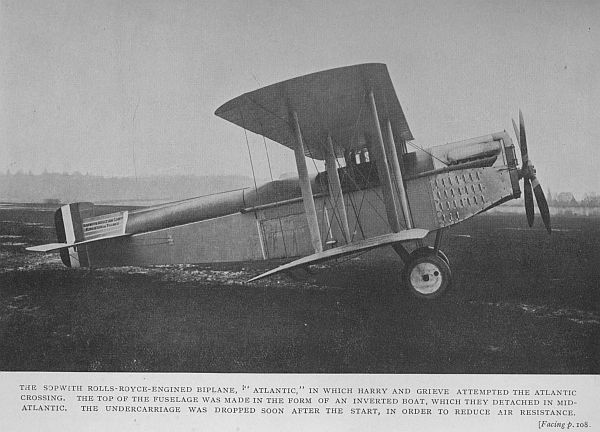 THE SOPWITH ROLLS-ROYCE-ENGINED BIPLANE, "ATLANTIC," IN WHICH HARRY AND GRIEVE ATTEMPTED THE ATLANTIC
CROSSING. THE TOP OF THE FUSELAGE WAS MADE IN THE FORM OF AN INVERTED BOAT, WHICH THEY DETACHED IN MID-
ATLANTIC. THE UNDERCARRIAGE WAS DROPPED SOON AFTER THE START, IN ORDER TO REDUCE AIR RESISTANCE.
[Facing p. 108.